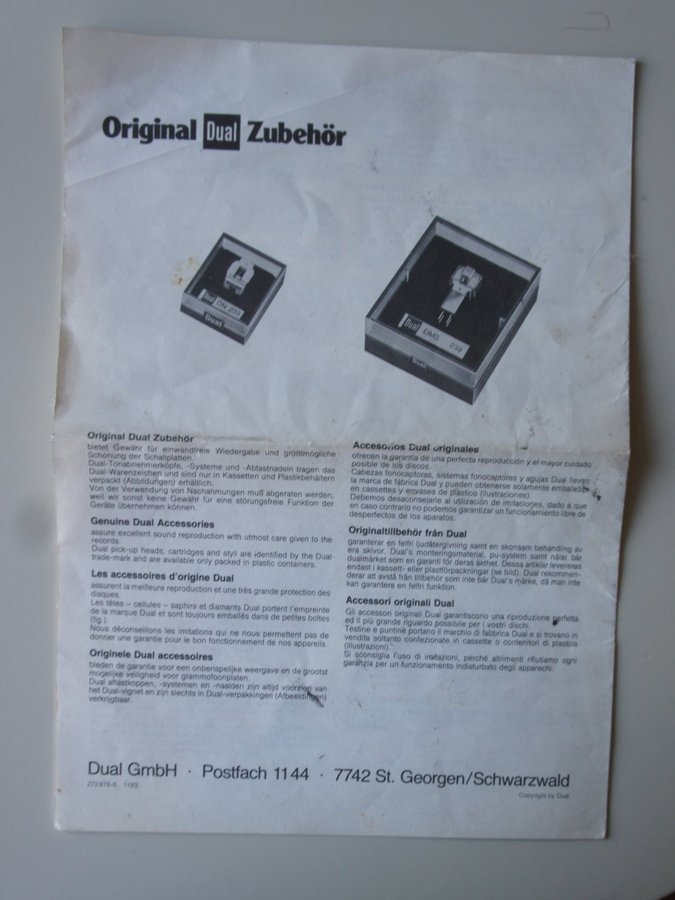 Original Dual Zubehör
Dual DN 239
Dual
Dual DMS 239
Dual
Original Dual Zubehör
bietet Gewähr für einwandfreie Wiedergabe und größtmögliche
Schonung der Schallplatten.
Dual-Tonabnehmerköpfe, -Systeme und -Abtastnadeln tragen das
Dual-Warenzeichen und sind nur in Kassetten und Plastikbehältern
verpackt (Abbildungen) erhältlich.
Von der Verwendung von Nachahmungen muß abgeraten werden,
weil wir sonst keine Gewähr für eine störungsfreie Funktion der
Geräte übernehmen können.
Genuine Dual Accessories
assure excellent sound reproduction with utmost care given to the
records.
Dual pick-up heads, cartridges and styli are identified by the Dual
trade-mark and are available only packed in plastic containers.
Les accessoires d'origine Dual
assurent la meilleure reproduction et une très grande protection des
disques.
Les têtes – cellules – saphirs et diamants Dual portent l'empreinte
de la marque Dual et sont toujours emballés dans de petites boîtes
(fig.).
Nous déconseillons les imitations qui ne nous permettent pas de
donner une garantie pour le bon fonctionnement de nos appareils.
Originele Dual accessoires
bieden de garantie voor een onberispelijke weergave en de grootst
mogelijke veiligheid voor grammofoonplaten.
Dual aftastkoppen, -systemen en -naalden zijn altijd voorzien van
het Dual-vignet en zijn slechts in Dual-verpakkingen (Afbeeldingen)
verkrijgbaar.
Accesorios Dual originales
ofrecen la garantía de una perfecta reproducción y el mayor cuidado
posible de los discos.
Cabezas fonocaptoras, sistemas fonocaptores y agujas Dual llevan
la marca de fábrica Dual y pueden obtenerse solamente embaladas
en cassettes y envases de plástico (ilustraciones).
Debemos desaconsejarle al utilización de imitaciones, dado a que
en caso contrario no podemos garantizar un funcionamiento libre de
desperfectos de los aparatos.
Originaltillbehör från Dual
garanterar en felfri ljudåtergivning samt en skonsam behandling av
era skivor. Dual's monteringsmaterial, pu-system samt nålar bär
dualmärket som en garanti för deras äkthet. Dessa artiklar levereras
endast i kassett- eller plastförpackningar (se bild). Dual rekommen-
derar att avstå från tillbehör som inte bär Dual's märke, då man inte
kan garantera en felfri funktion.
Accessori originali Dual
Gli accessori originali Dual garantiscono una riproduzione perfetta
ed il più grande riguardo possibile per i vostri dischi.
Testine e puntine portano il marchio di fabbrica Dual e si trovano in
vendita soltanto confezionate in cassette o contenitori di plastica
(illustrazioni).
Si sconsiglia l'uso di imitazioni, perché altrimenti rifiutiamo ogni
garanzia per un funzionamento indisturbato degli apparecchi.
Dual GmbH · Postfach 1144 · 7742 St. Georgen/Schwarzwald
272876-6 1183
Copyright by Dual